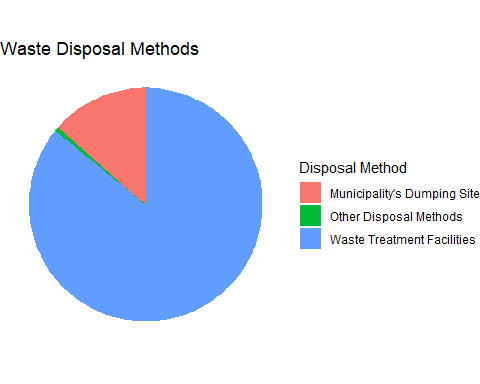 Waste Disposal Methods
Disposal Method
Municipality's Dumping Site
Other Disposal Methods
Waste Treatment Facilities